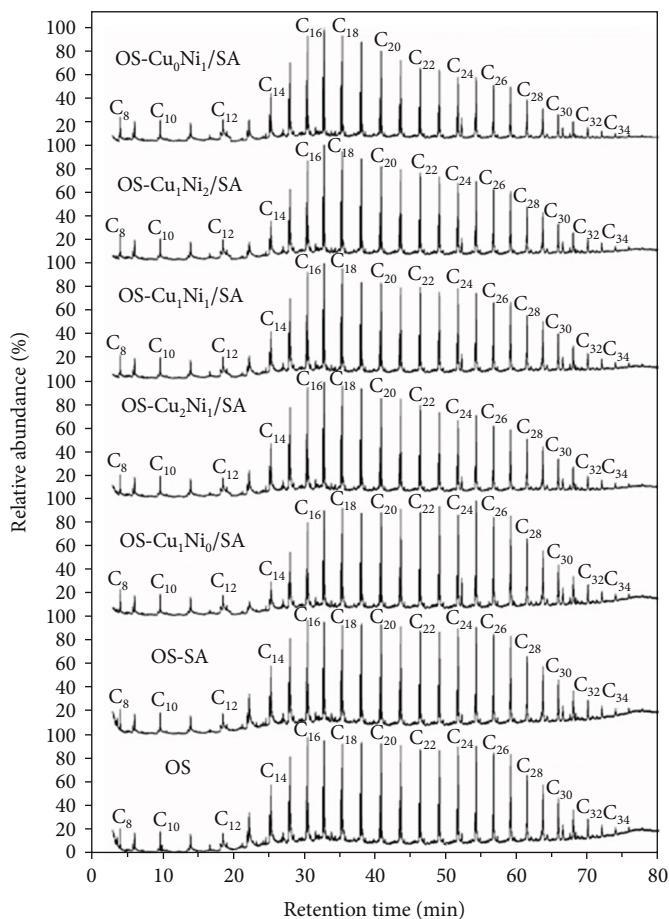 Relative abundance (%)
100
80
60
40
20
OS-Cu₀Ni₁/SA
C₈ C₁₀ C₁₂ C₁₄ C₁₆ C₁₈ C₂₀ C₂₂ C₂₄ C₂₆ C₂₈ C₃₀ C₃₂ C₃₄
100
80
60
40
20
OS-Cu₁Ni₂/SA
C₈ C₁₀ C₁₂ C₁₄ C₁₆ C₁₈ C₂₀ C₂₂ C₂₄ C₂₆ C₂₈ C₃₀ C₃₂ C₃₄
100
80
60
40
20
OS-Cu₁Ni₁/SA
C₈ C₁₀ C₁₂ C₁₄ C₁₆ C₁₈ C₂₀ C₂₂ C₂₄ C₂₆ C₂₈ C₃₀ C₃₂ C₃₄
100
80
60
40
20
OS-Cu₂Ni₁/SA
C₈ C₁₀ C₁₂ C₁₄ C₁₆ C₁₈ C₂₀ C₂₂ C₂₄ C₂₆ C₂₈ C₃₀ C₃₂ C₃₄
100
80
60
40
20
OS-Cu₁Ni₀/SA
C₈ C₁₀ C₁₂ C₁₄ C₁₆ C₁₈ C₂₀ C₂₂ C₂₄ C₂₆ C₂₈ C₃₀ C₃₂ C₃₄
100
80
60
40
20
OS-SA
C₈ C₁₀ C₁₂ C₁₄ C₁₆ C₁₈ C₂₀ C₂₂ C₂₄ C₂₆ C₂₈ C₃₀ C₃₂ C₃₄
100
80
60
40
20
0
OS
C₈ C₁₀ C₁₂ C₁₄ C₁₆ C₁₈ C₂₀ C₂₂ C₂₄ C₂₆ C₂₈ C₃₀ C₃₂ C₃₄
0 10 20 30 40 50 60 70 80
Retention time (min)